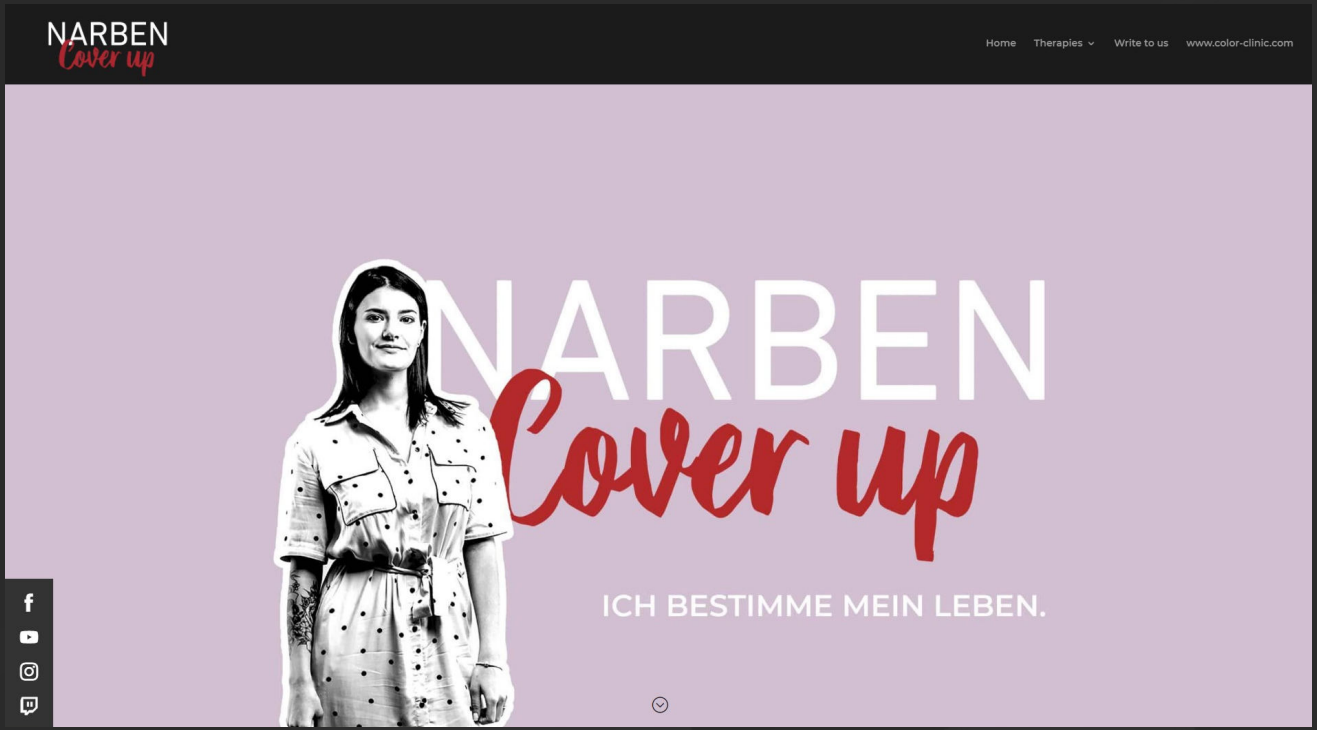 NARBEN
Cover up
Home Therapies Write to us www.color-clinic.com
NARBEN
Cover up
ICH BESTIMME MEIN LEBEN.